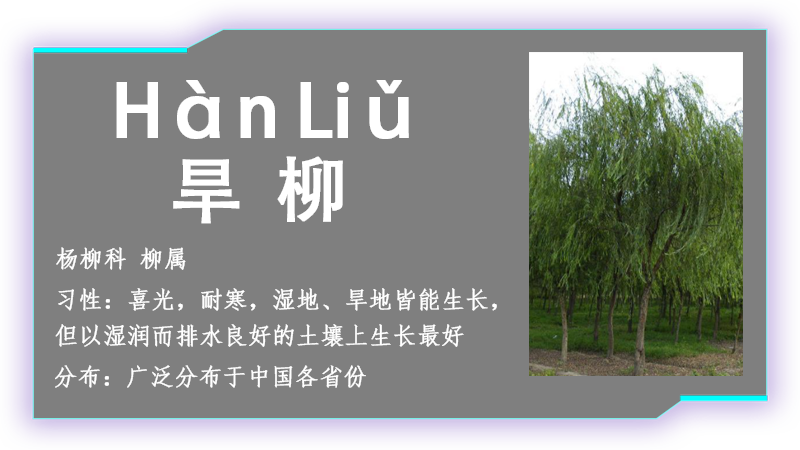 Hàn Liǔ
旱 柳
杨柳科 柳属
习性：喜光，耐寒，湿地、旱地皆能生长，
但以湿润而排水良好的土壤上生长最好
分布：广泛分布于中国各省份